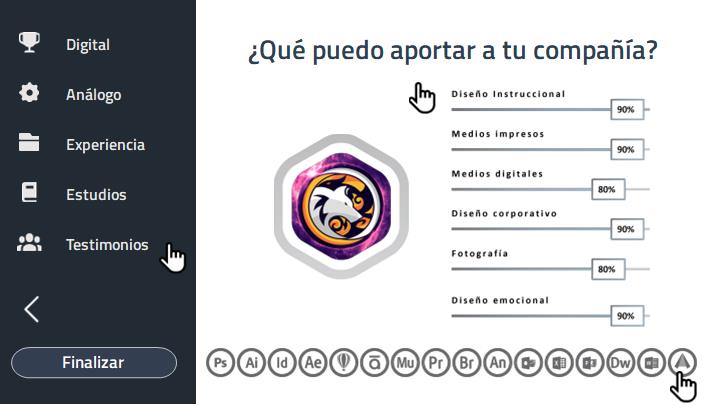 Digital
Análogo
Experiencia
Estudios
Testimonios
Finalizar
¿Qué puedo aportar a tu compañía?
Diseño Instruccional
90%
Medios impresos
90%
Medios digitales
80%
Diseño corporativo
90%
Fotografía
80%
Diseño emocional
90%
Ps Ai Id Ae ā Mu Pr Br An Dw